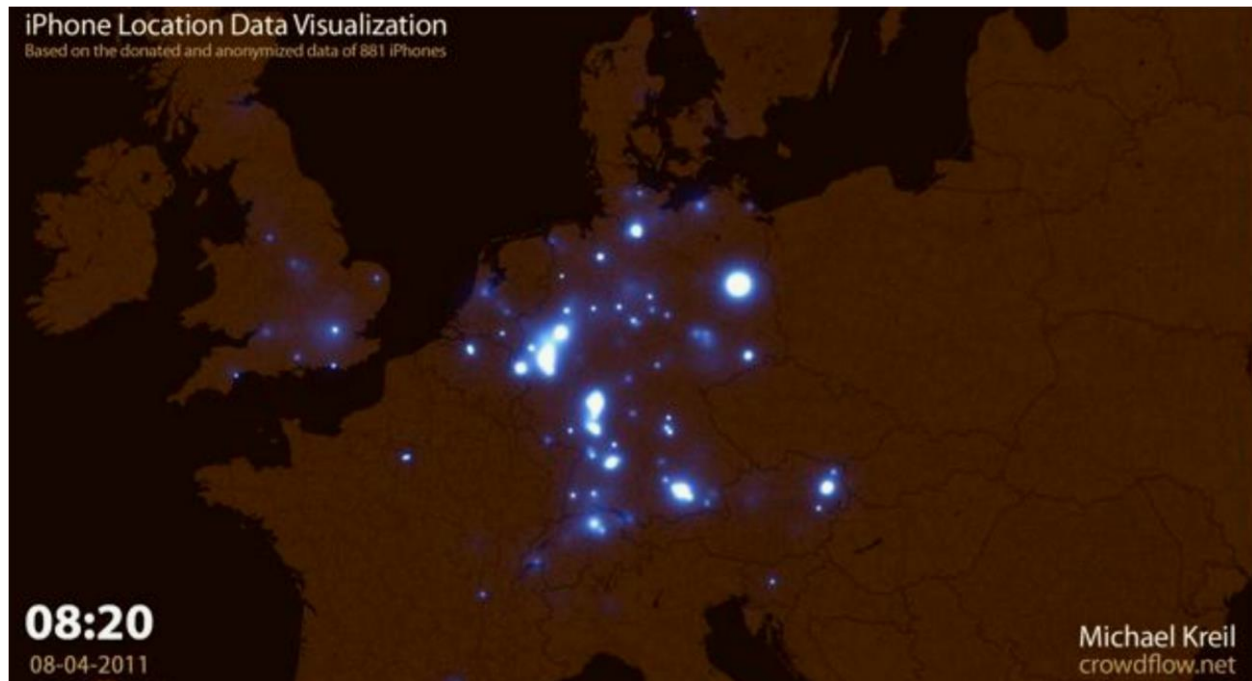 iPhone Location Data Visualization
Based on the donated and anonymized data of 881 iPhones
08:20
08-04-2011
Michael Kreil
crowdflow.net